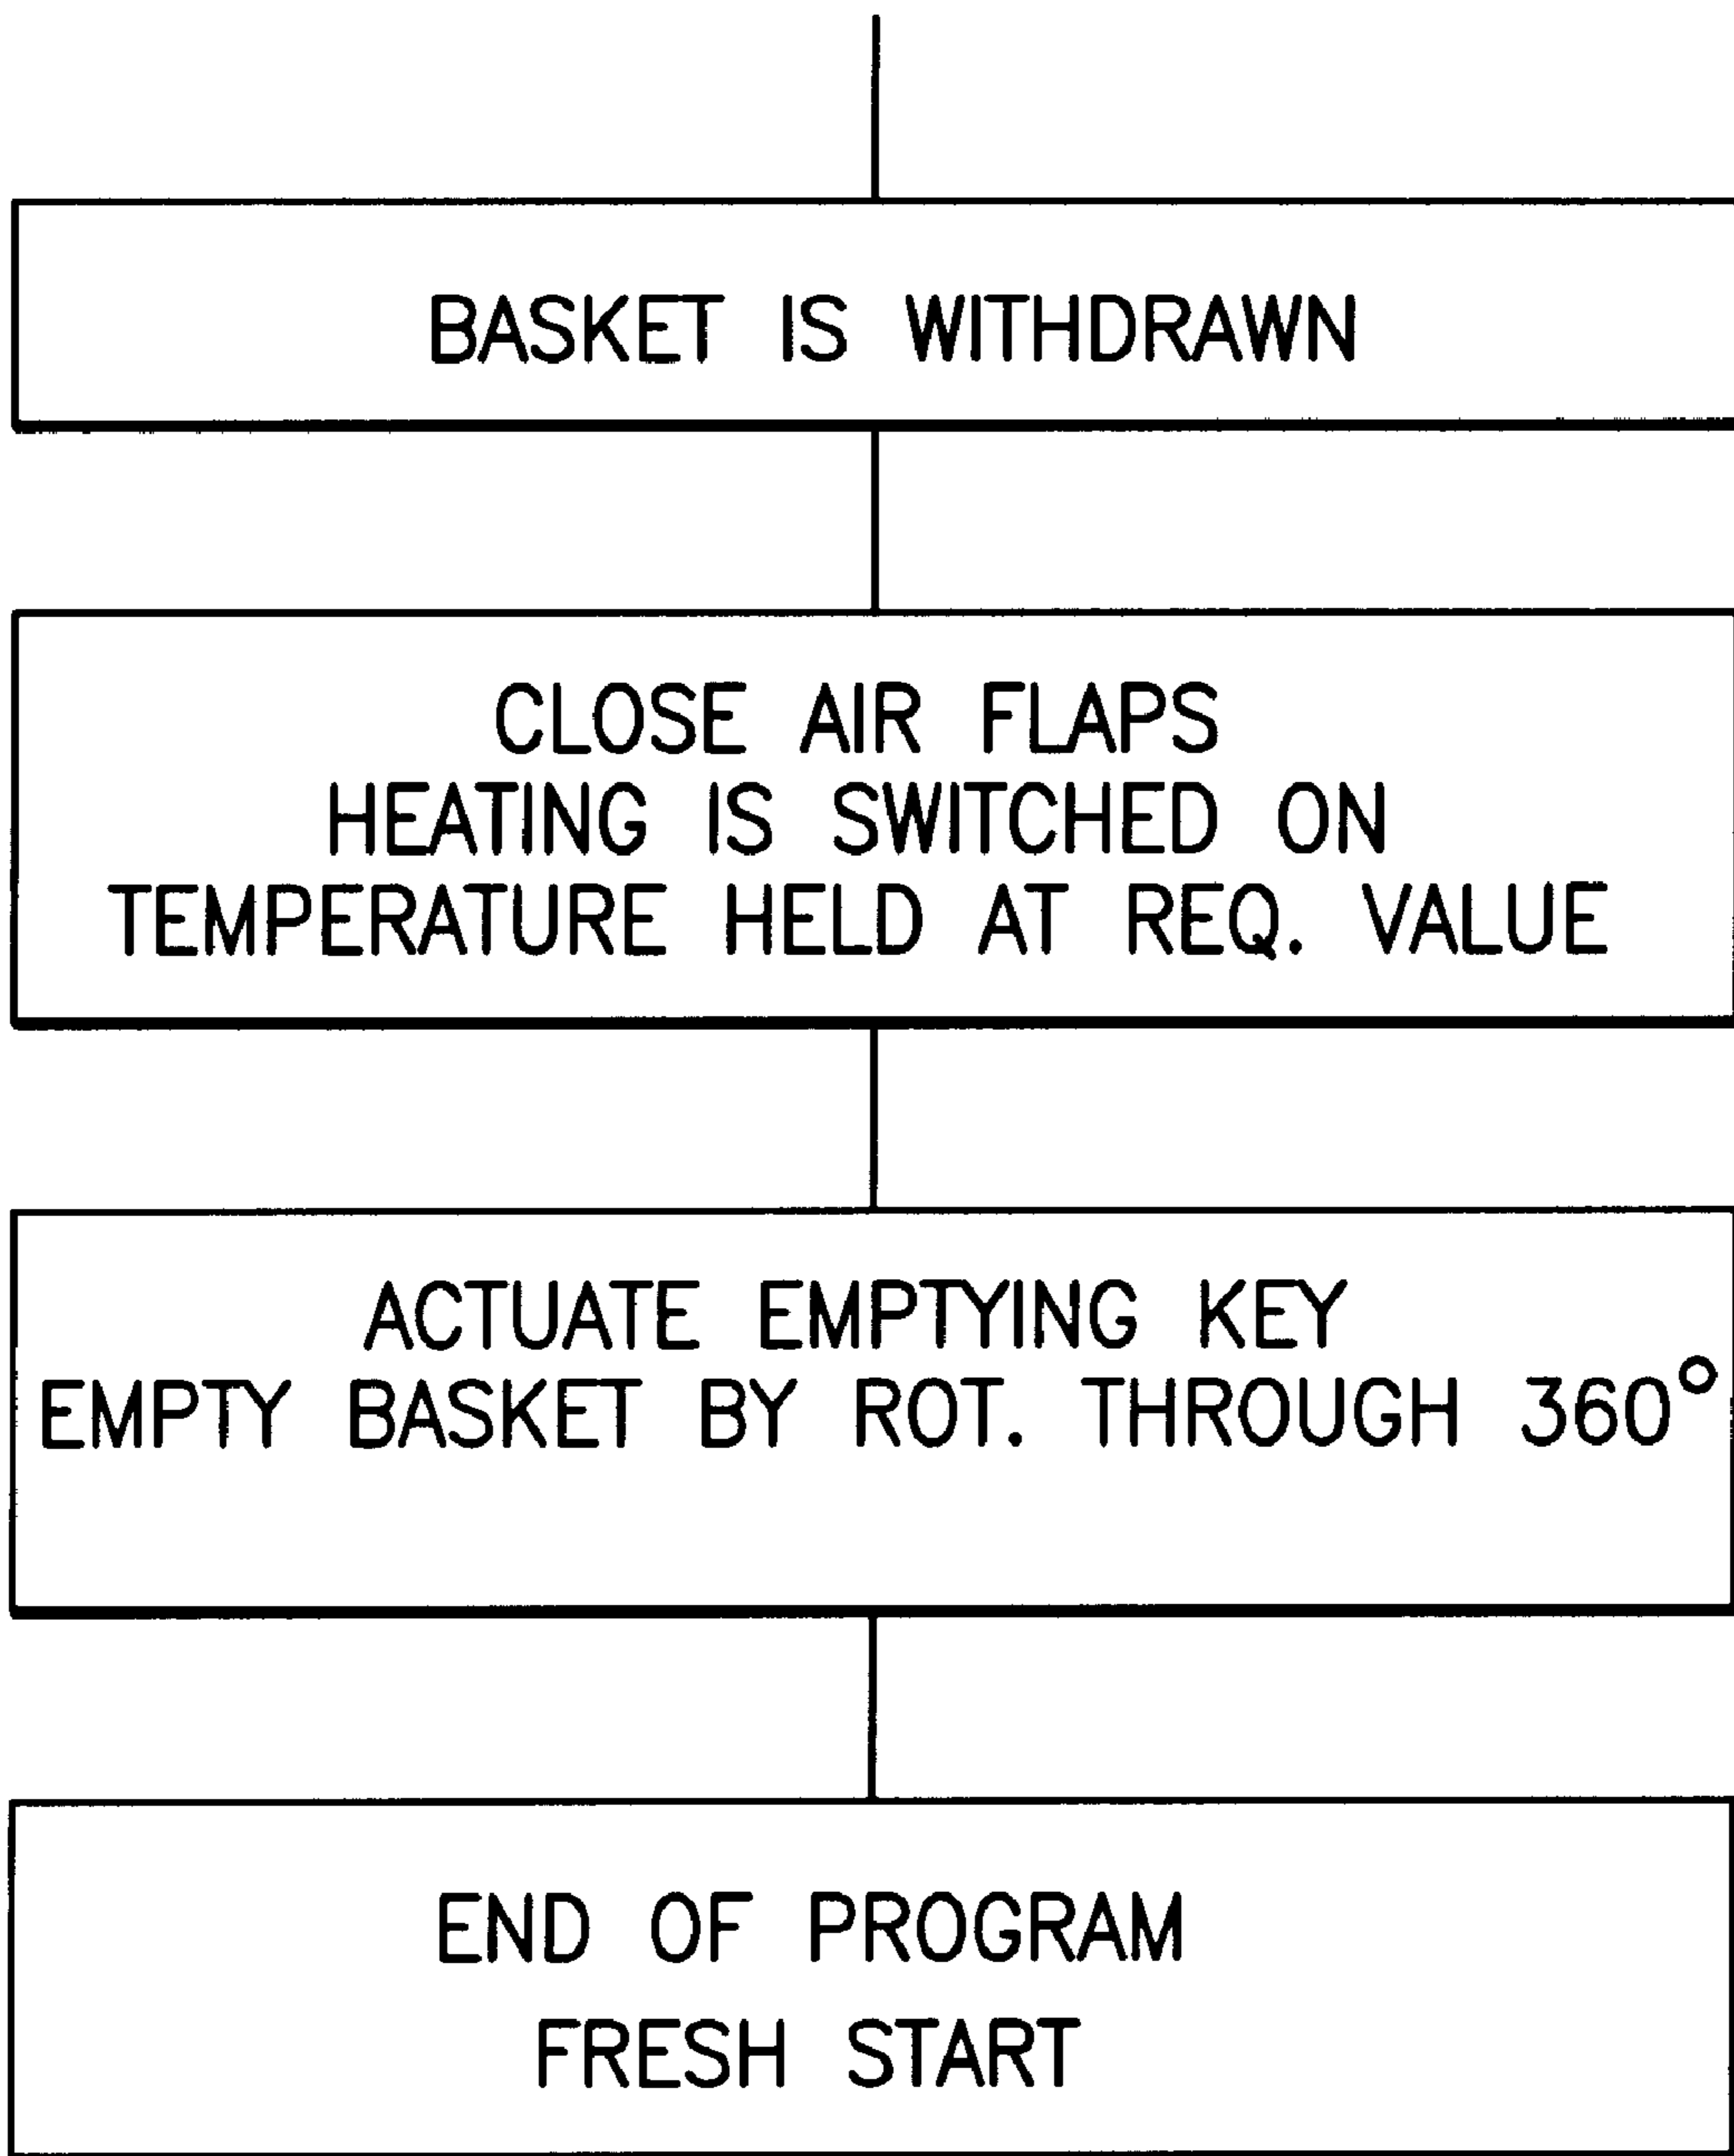 BASKET IS WITHDRAWN
CLOSE AIR FLAPS
HEATING IS SWITCHED ON
TEMPERATURE HELD AT REQ. VALUE
ACTUATE EMPTYING KEY
EMPTY BASKET BY ROT. THROUGH 360°
END OF PROGRAM
FRESH START